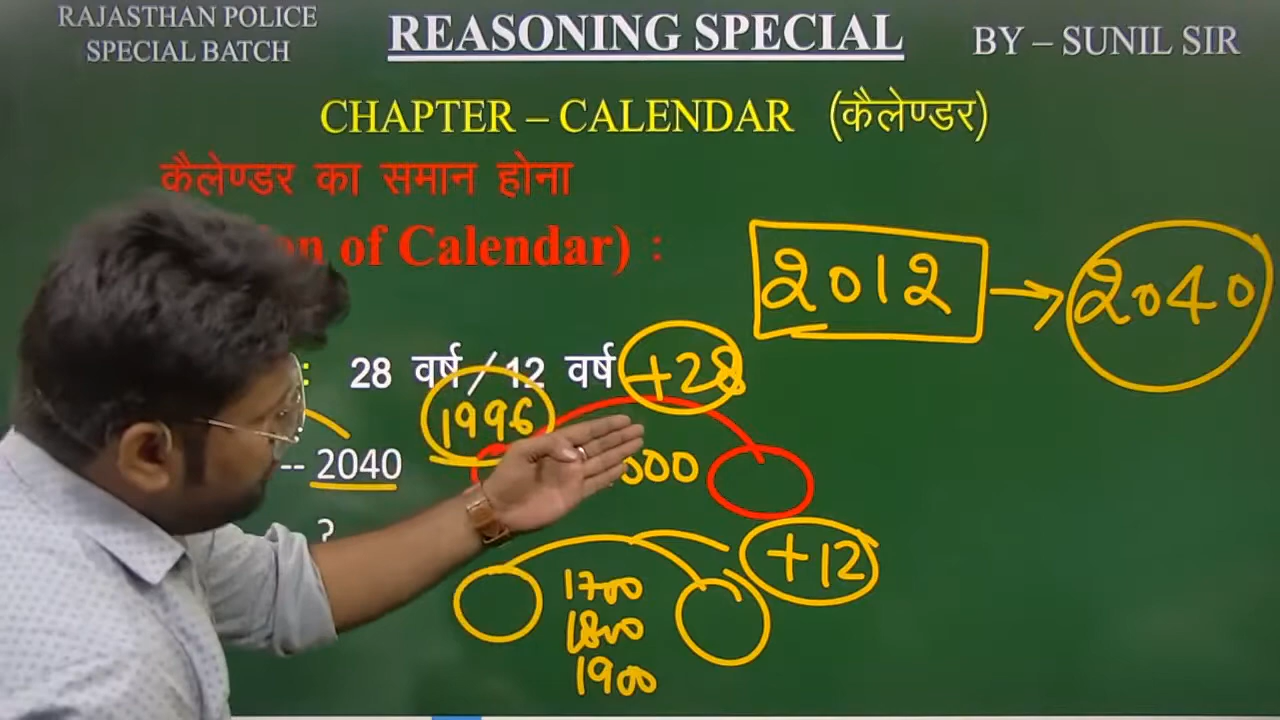 RAJASTHAN POLICE
SPECIAL BATCH
REASONING SPECIAL
BY – SUNIL SIR
CHAPTER – CALENDAR (कैलेण्डर)
कैलेण्डर का समान होना
of Calendar) :
2012 → 2040
: 28 वर्ष / 12 वर्ष +28
1996
-- 2040
?
+12
1700
1800
1900